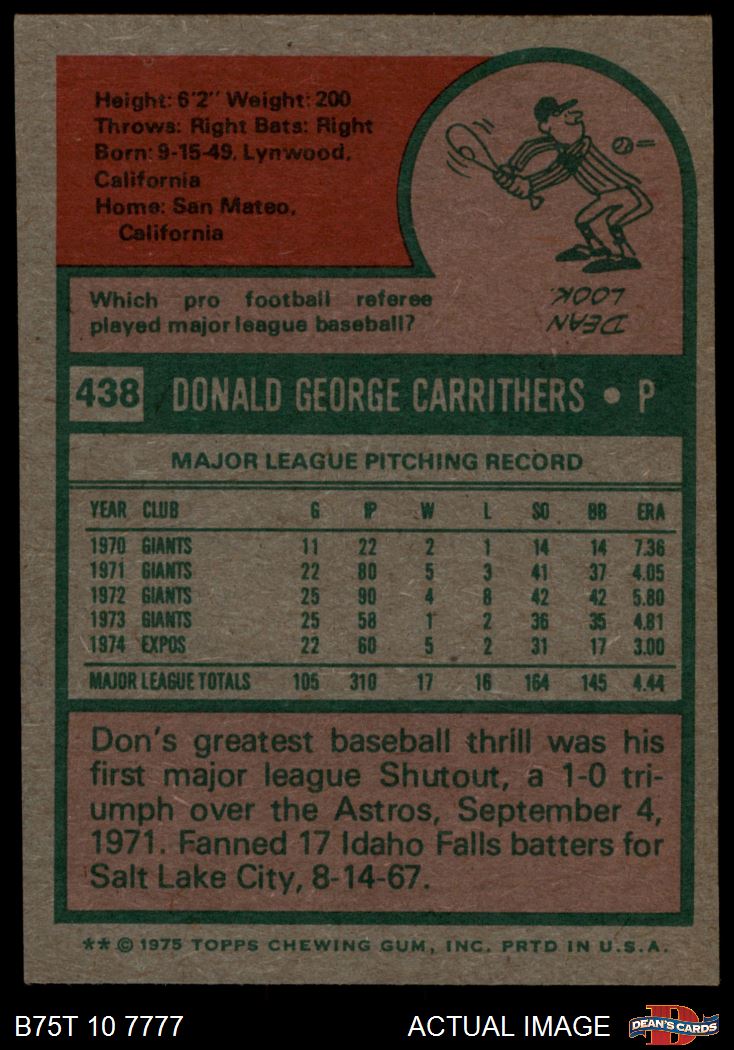 Height: 6'2" Weight: 200
Throws: Right Bats: Right
Born: 9-15-49, Lynwood,
California
Home: San Mateo,
California
Which pro football referee
played major league baseball?
DEAN
LOOK.
438 DONALD GEORGE CARRITHERS • P
MAJOR LEAGUE PITCHING RECORD
YEAR CLUB G IP W L SO BB ERA
1970 GIANTS 11 22 2 1 14 14 7.36
1971 GIANTS 22 80 5 3 41 37 4.05
1972 GIANTS 25 90 4 8 42 42 5.80
1973 GIANTS 25 58 1 2 36 35 4.81
1974 EXPOS 22 60 5 2 31 17 3.00
MAJOR LEAGUE TOTALS 105 310 17 16 164 145 4.44
Don's greatest baseball thrill was his
first major league Shutout, a 1-0 tri-
umph over the Astros, September 4,
1971. Fanned 17 Idaho Falls batters for
Salt Lake City, 8-14-67.
** © 1975 TOPPS CHEWING GUM, INC. PRTD IN U.S.A.
B75T 10 7777 ACTUAL IMAGE DEAN'S CARDS